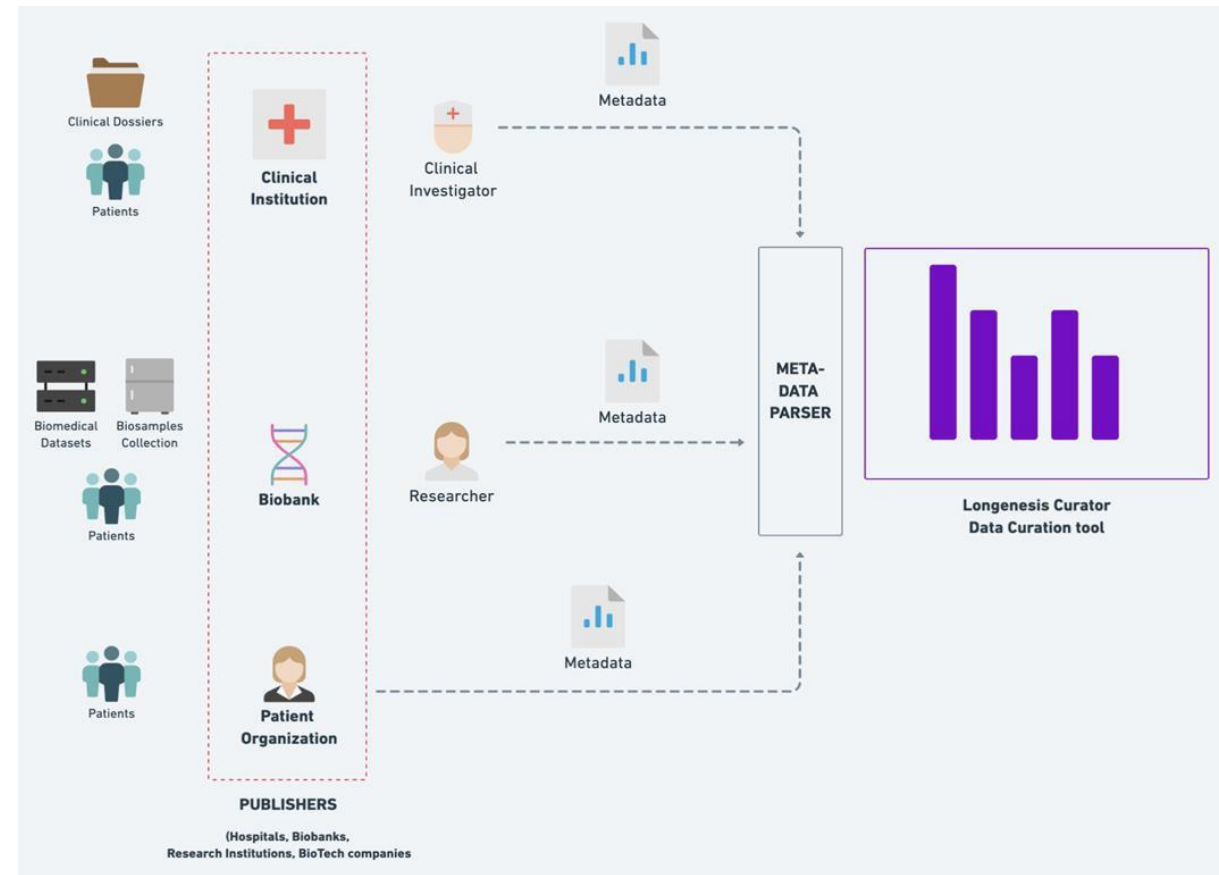 Clinical Dossiers
Patients
Clinical
Institution
Clinical
Investigator
Metadata
Biomedical
Datasets
Biosamples
Collection
Patients
Biobank
Researcher
Metadata
META-
DATA
PARSER
Longenesis Curator
Data Curation tool
Patients
Patient
Organization
Metadata
PUBLISHERS
(Hospitals, Biobanks,
Research Institutions, BioTech companies